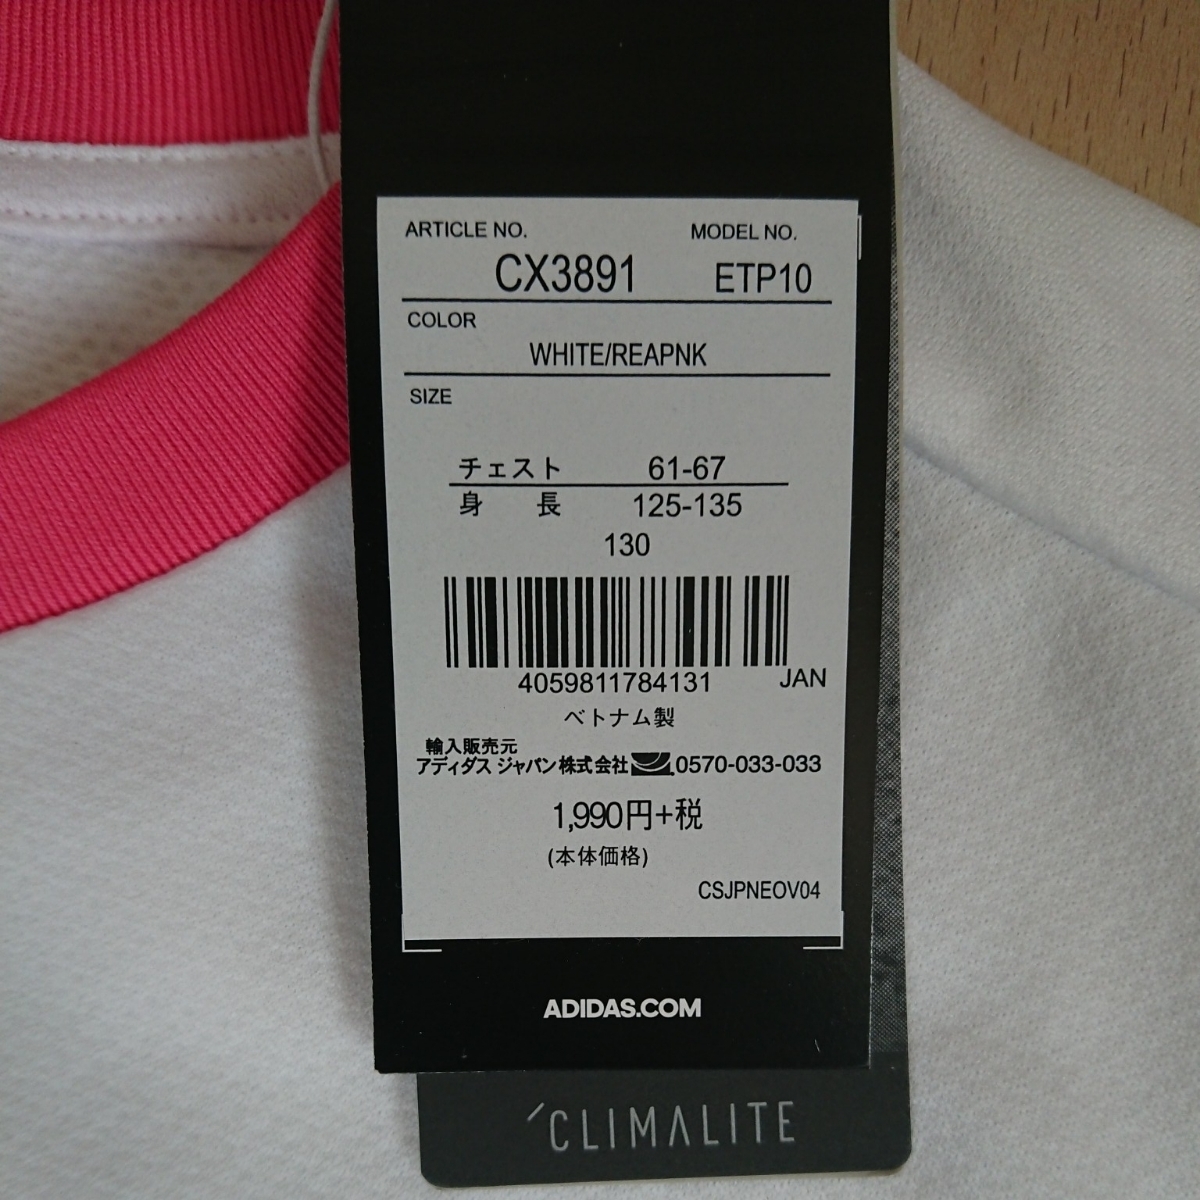 ARTICLE NO. MODEL NO.
CX3891 ETP10
COLOR
WHITE/REAPNK
SIZE
チェスト 61-67
身長 125-135
130
4059811784131 JAN
ベトナム製
輸入販売元
アディダス ジャパン株式会社 0570-033-033
1,990円+税
(本体価格)
CSJPNEOV04
ADIDAS.COM
CLIMALITE